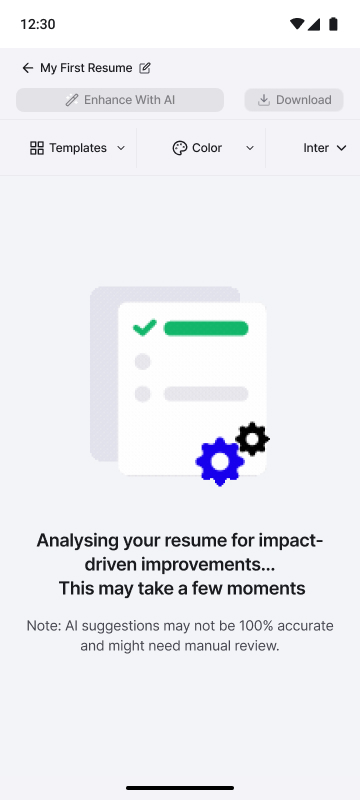 12:30
My First Resume
Enhance With AI
Download
Templates
Color
Inter
Analysing your resume for impact-
driven improvements...
This may take a few moments
Note: AI suggestions may not be 100% accurate
and might need manual review.